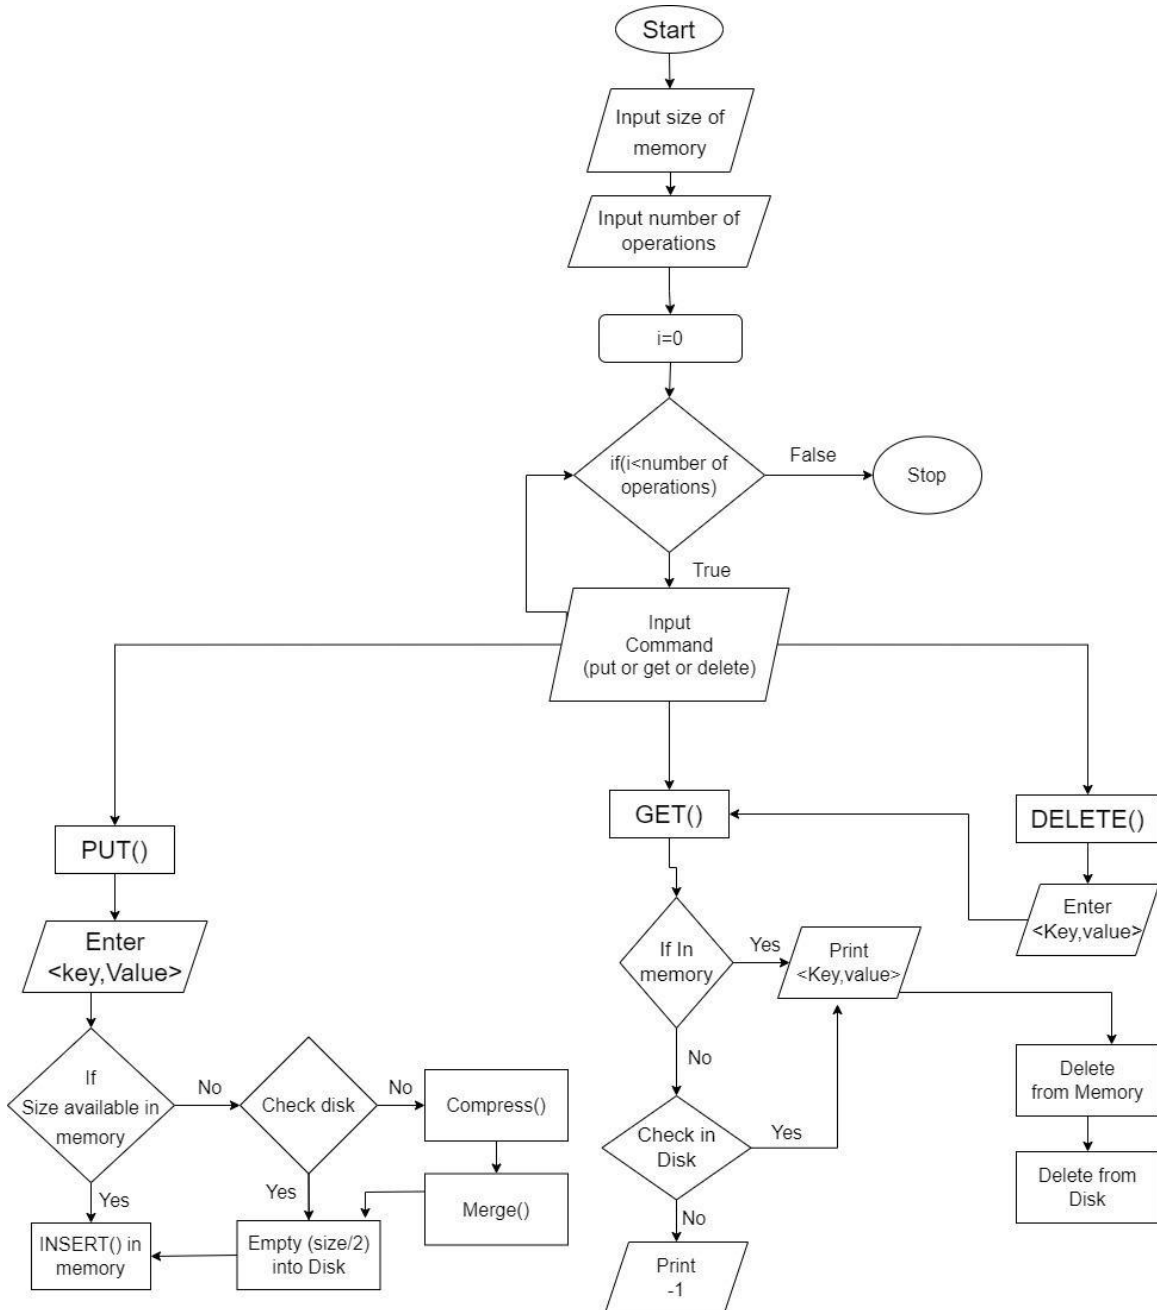 Start
Input size of
memory
Input number of
operations
i=0
if(i<number of
operations)
False
Stop
True
Input
Command
(put or get or delete)
PUT()
Enter
<key,Value>
If
Size available in
memory
No
Check disk
No
Compress()
Merge()
Yes
Yes
INSERT() in
memory
Empty (size/2)
into Disk
GET()
If In
memory
Yes
Print
<Key,value>
No
Check in
Disk
Yes
No
Print
-1
DELETE()
Enter
<Key,value>
Delete
from Memory
Delete from
Disk